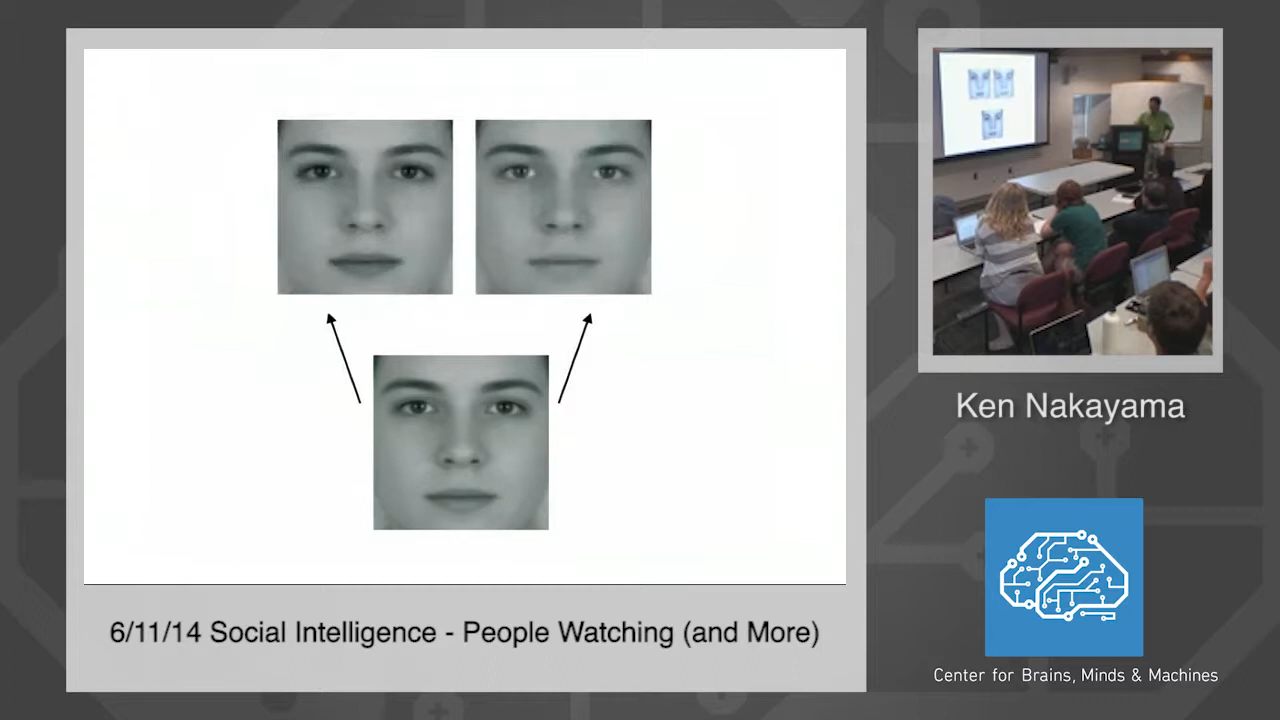 Ken Nakayama
6/11/14 Social Intelligence - People Watching (and More)
Center for Brains, Minds & Machines